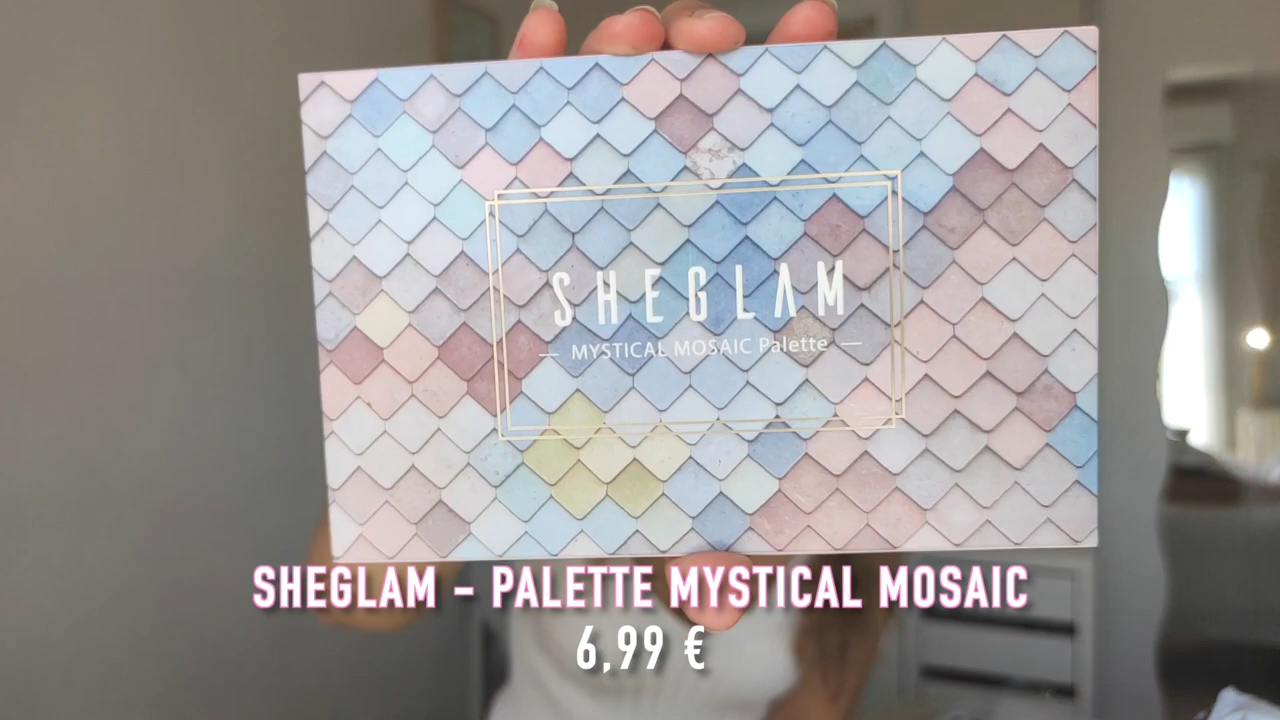 SHEGLAM
— MYSTICAL MOSAIC Palette —
SHEGLAM - PALETTE MYSTICAL MOSAIC
6,99 €